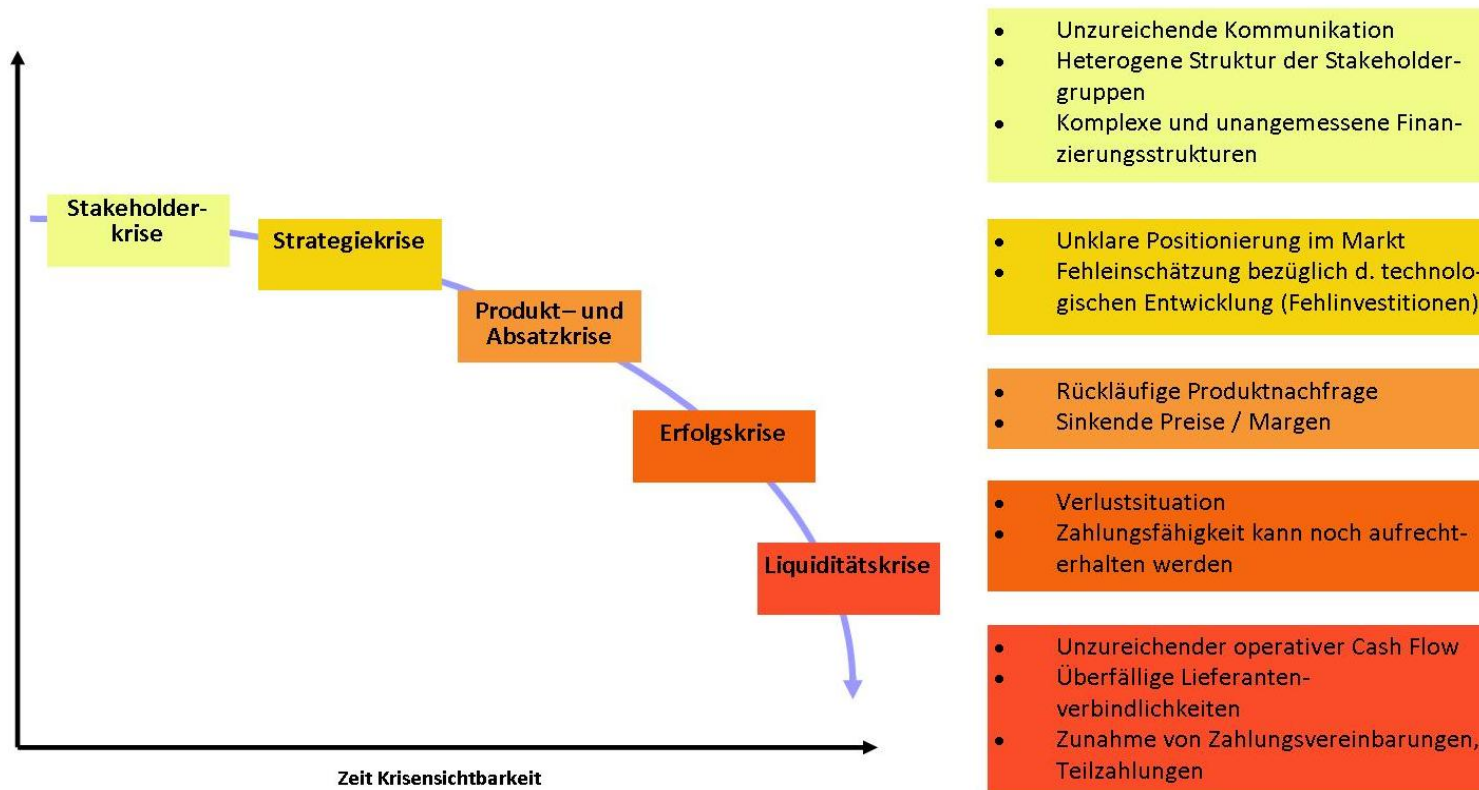 Stakeholder-
krise
Strategiekrise
Produkt– und
Absatzkrise
Erfolgskrise
Liquiditätskrise
Zeit Krisensichtbarkeit
• Unzureichende Kommunikation
• Heterogene Struktur der Stakeholder-
gruppen
• Komplexe und unangemessene Finan-
zierungsstrukturen
• Unklare Positionierung im Markt
• Fehleinschätzung bezüglich d. technolo-
gischen Entwicklung (Fehlinvestitionen)
• Rückläufige Produktnachfrage
• Sinkende Preise / Margen
• Verlustsituation
• Zahlungsfähigkeit kann noch aufrecht-
erhalten werden
• Unzureichender operativer Cash Flow
• Überfällige Lieferanten-
verbindlichkeiten
• Zunahme von Zahlungsvereinbarungen,
Teilzahlungen